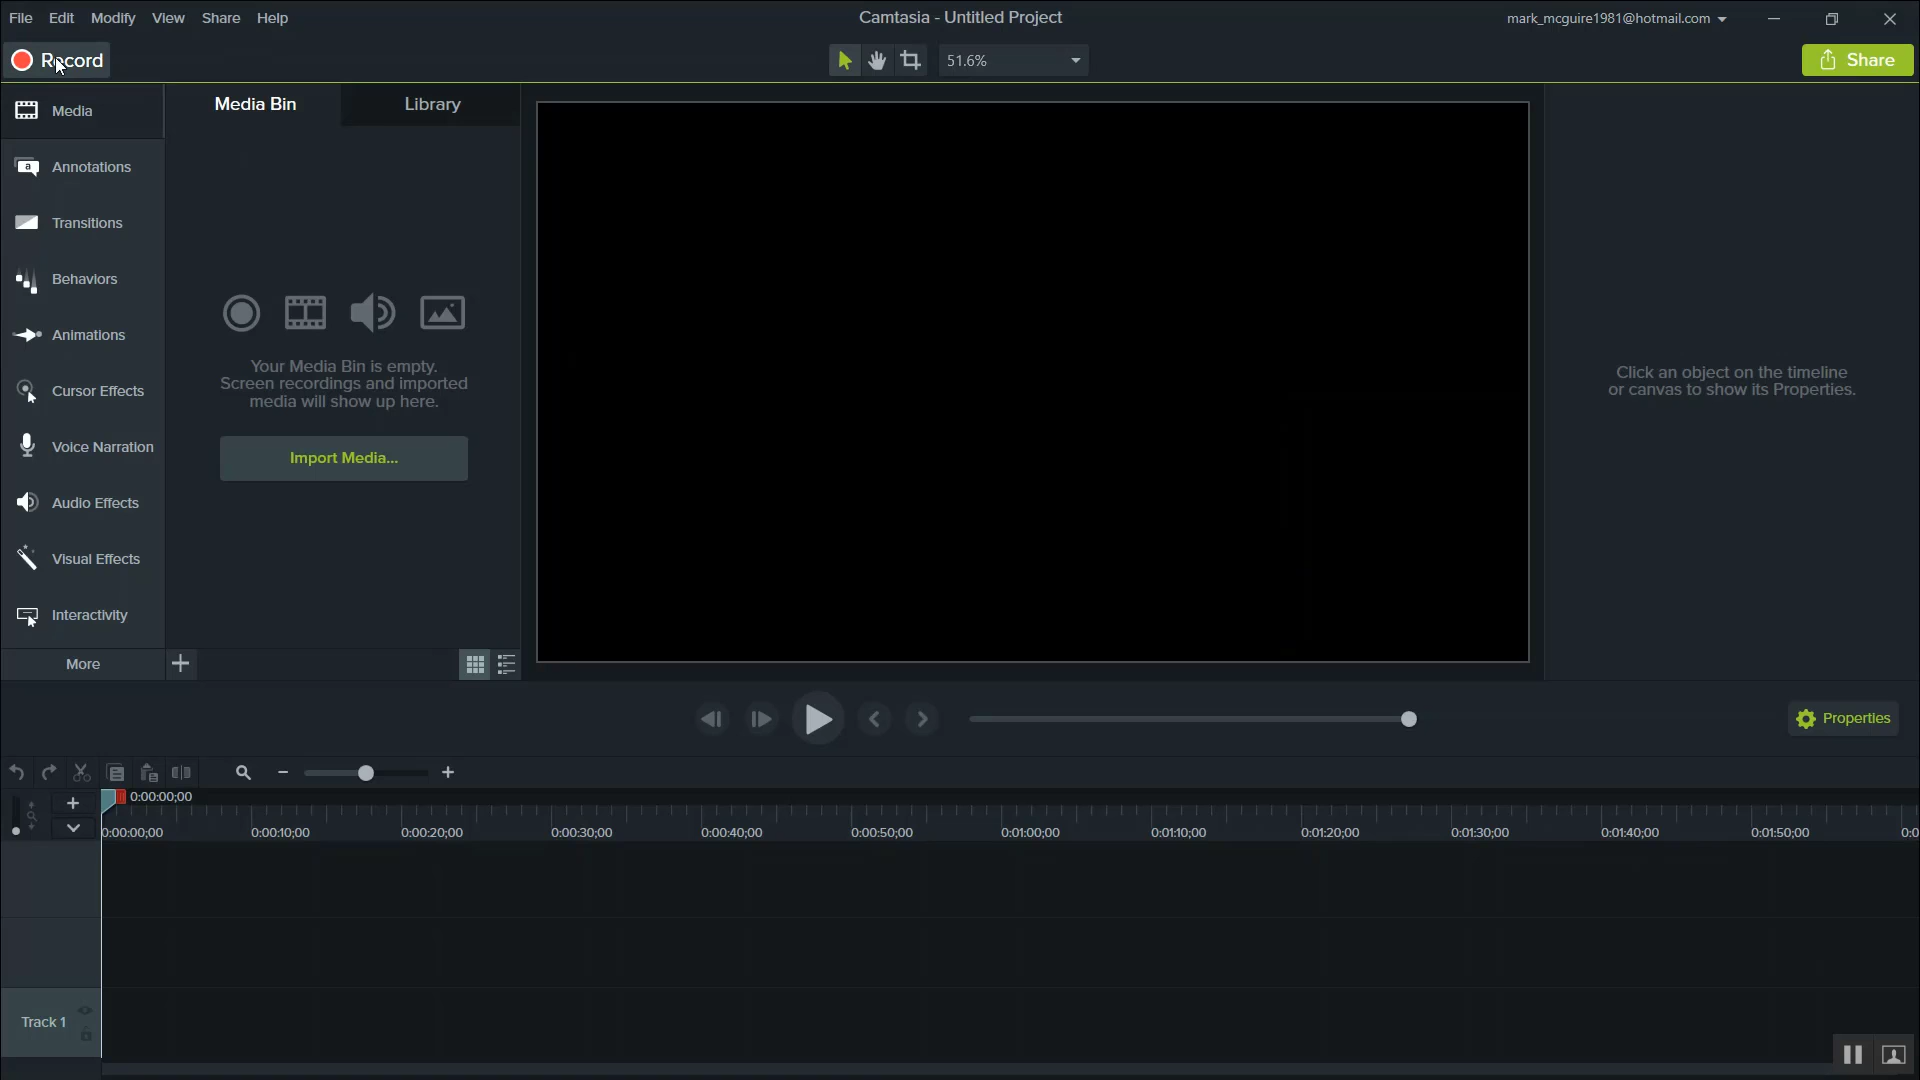 File Edit Modify View Share Help
Camtasia - Untitled Project
mark_mcguire1981@hotmail.com
Record
51.6%
Share
Media
Annotations
Transitions
Behaviors
Animations
Cursor Effects
Voice Narration
Audio Effects
Visual Effects
Interactivity
More
Media Bin
Library
Your Media Bin is empty.
Screen recordings and imported
media will show up here.
Import Media...
Click an object on the timeline
or canvas to show its Properties.
Properties
0:00:00;00
0:00:00;00 0:00:10;00 0:00:20;00 0:00:30;00 0:00:40;00 0:00:50;00 0:01:00;00 0:01:10;00 0:01:20;00 0:01:30;00 0:01:40;00 0:01:50;00 0:0
Track 1